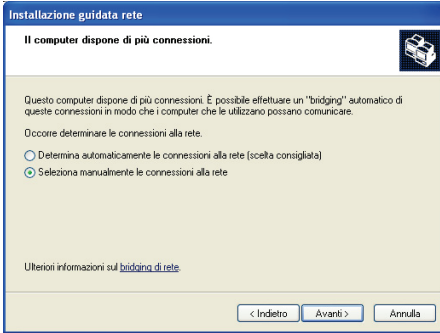 Installazione guidata rete
Il computer dispone di più connessioni.
Questo computer dispone di più connessioni. È possibile effettuare un "bridging" automatico di
queste connessioni in modo che i computer che le utilizzano possano comunicare.
Occorre determinare le connessioni alla rete.
Determina automaticamente le connessioni alla rete (scelta consigliata)
Seleziona manualmente le connessioni alla rete
Ulteriori informazioni sul bridging di rete.
< Indietro Avanti > Annulla